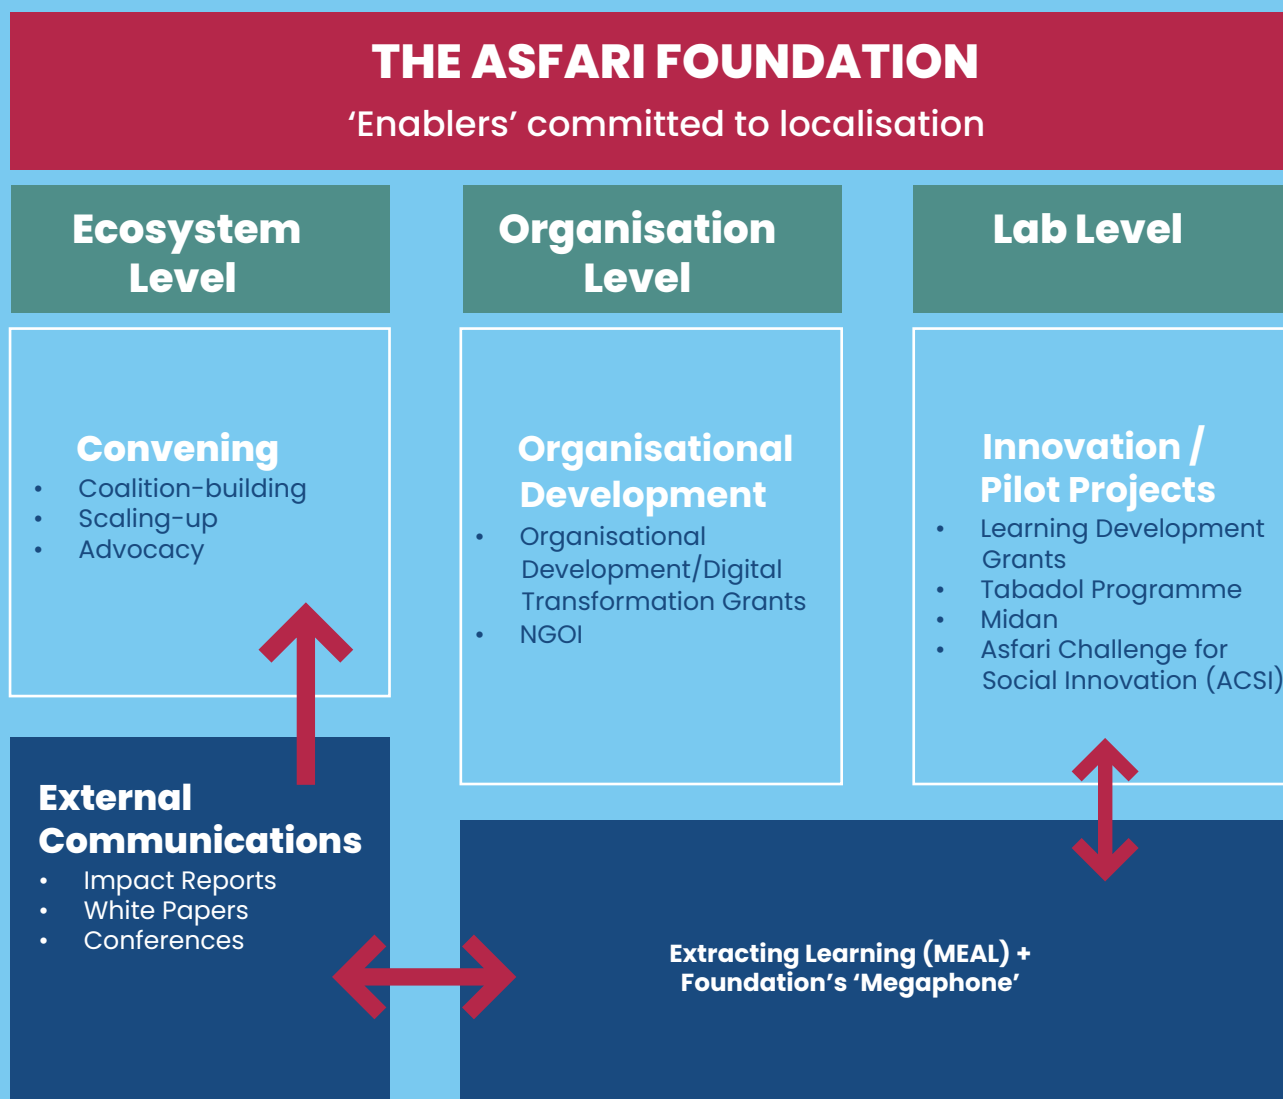 THE ASFARI FOUNDATION
‘Enablers’ committed to localisation
Ecosystem
Level
Convening
• Coalition-building
• Scaling-up
• Advocacy
External
Communications
• Impact Reports
• White Papers
• Conferences
Organisation
Level
Organisational
Development
• Organisational
Development/Digital
Transformation Grants
• NGOI
Lab Level
Innovation /
Pilot Projects
• Learning Development
Grants
• Tabadol Programme
• Midan
• Asfari Challenge for
Social Innovation (ACSI)
Extracting Learning (MEAL) +
Foundation’s ‘Megaphone’